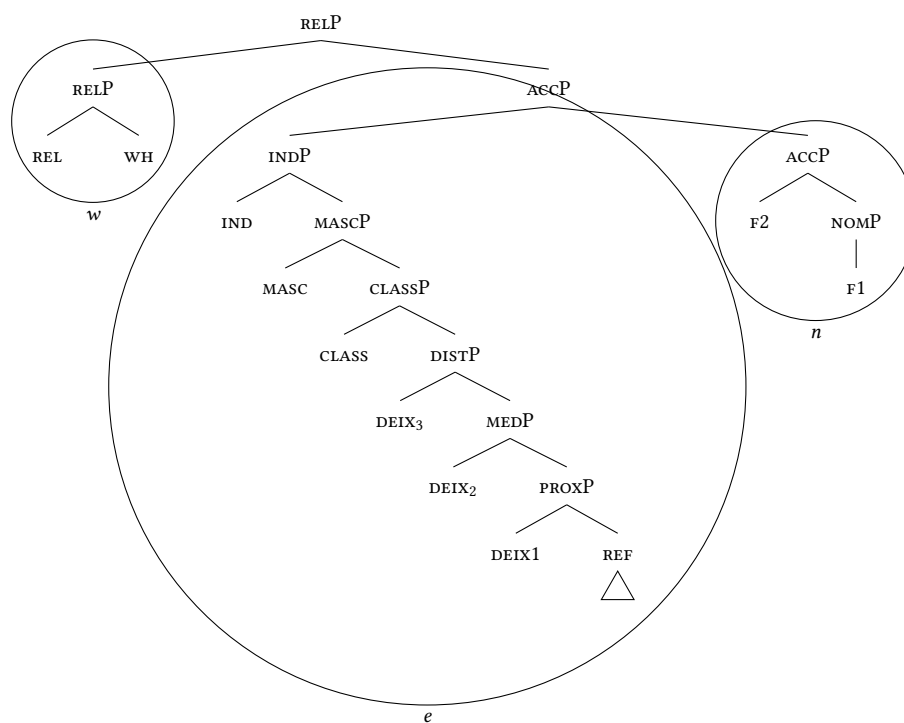 RELP
RELP ACCP
REL WH INDP ACCP
w IND MASCP F2 NOMP
MASC CLASSP F1
n
CLASS DISTP
DEIX₃ MEDP
DEIX₂ PROXP
DEIX1 REF
e